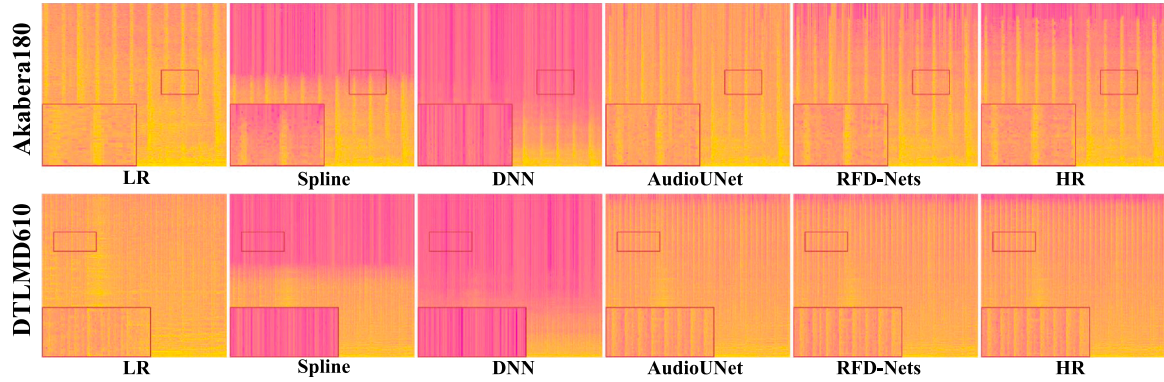 Akabera180
LR Spline DNN AudioUNet RFD-Nets HR
DTLMD610
LR Spline DNN AudioUNet RFD-Nets HR